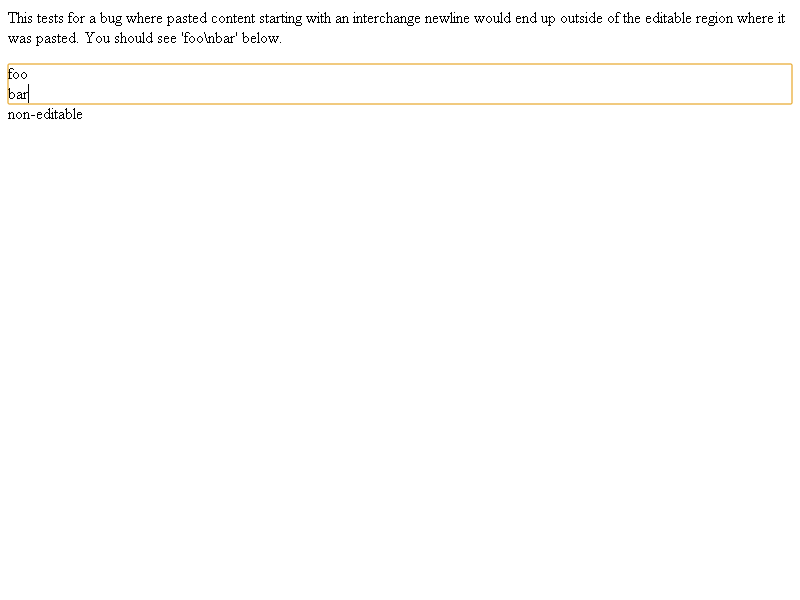 This tests for a bug where pasted content starting with an interchange newline would end up outside of the editable region where it
was pasted. You should see 'foo\nbar' below.
foo
bar
non-editable